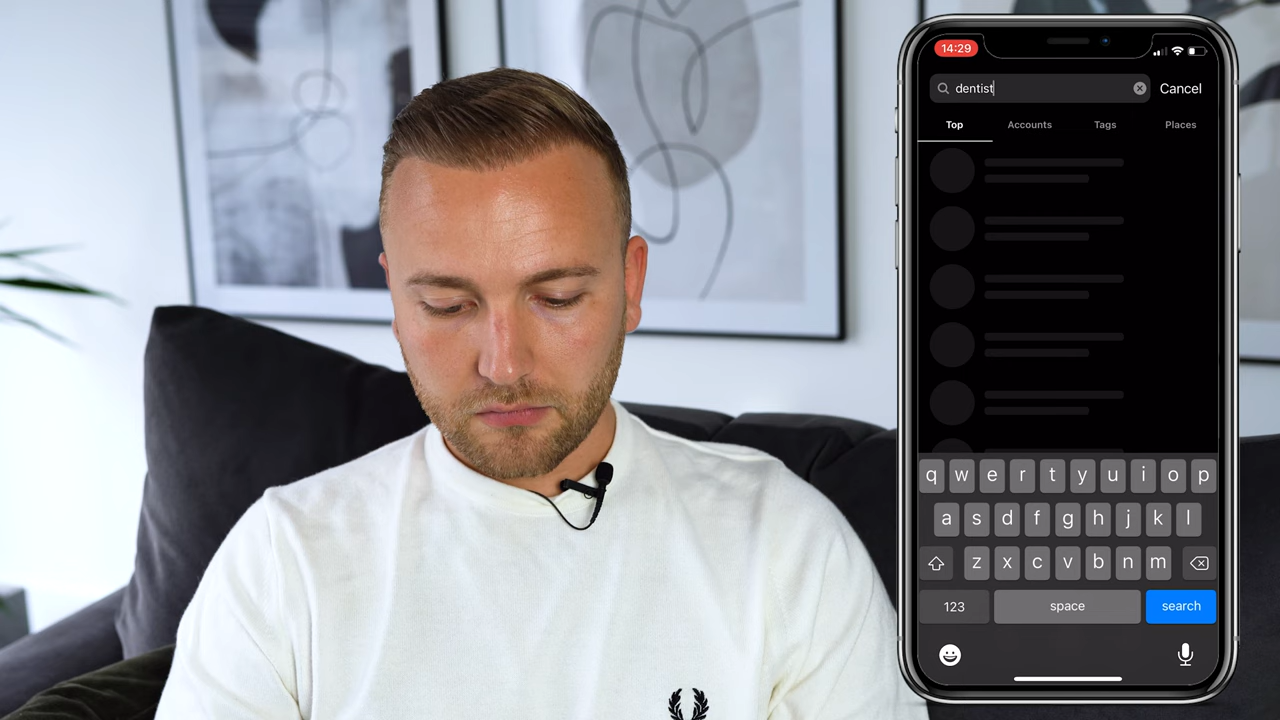 14:29
dentist
Cancel
Top Accounts Tags Places
q w e r t y u i o p
a s d f g h j k l
z x c v b n m
123 space search